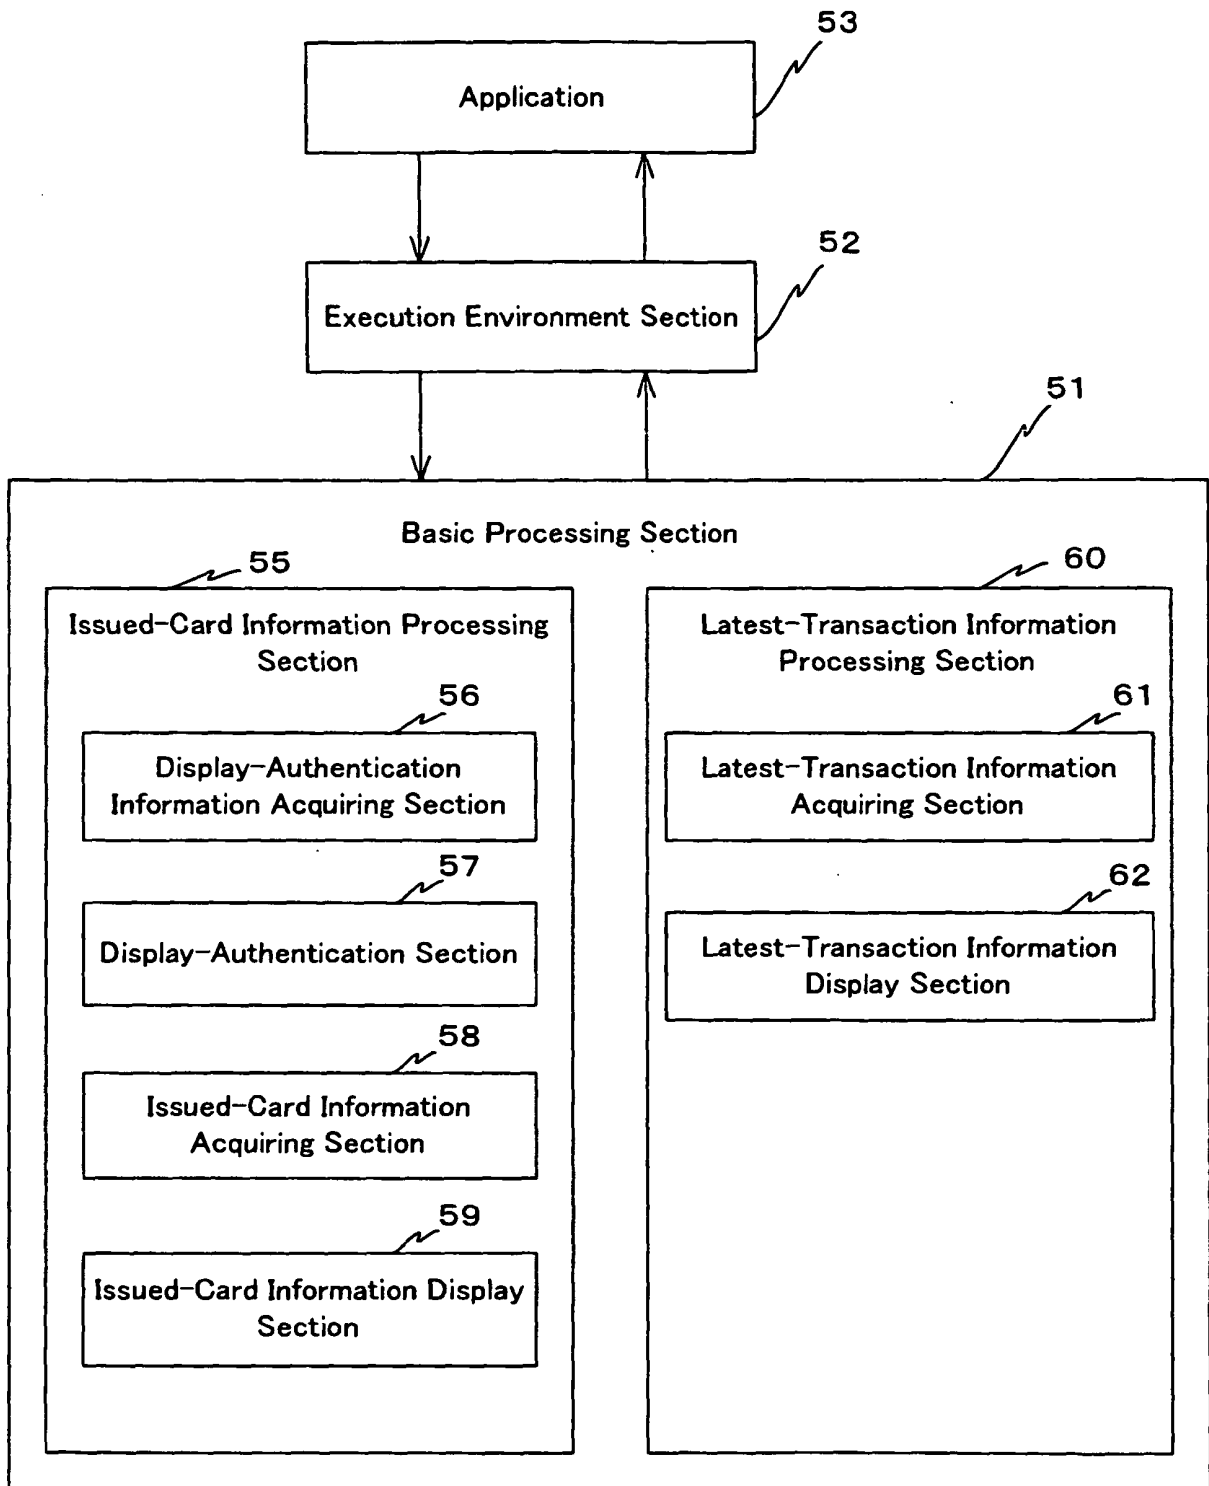 53
Application
52
Execution Environment Section
51
Basic Processing Section
55
Issued-Card Information Processing
Section
56
Display-Authentication
Information Acquiring Section
57
Display-Authentication Section
58
Issued-Card Information
Acquiring Section
59
Issued-Card Information Display
Section
60
Latest-Transaction Information
Processing Section
61
Latest-Transaction Information
Acquiring Section
62
Latest-Transaction Information
Display Section